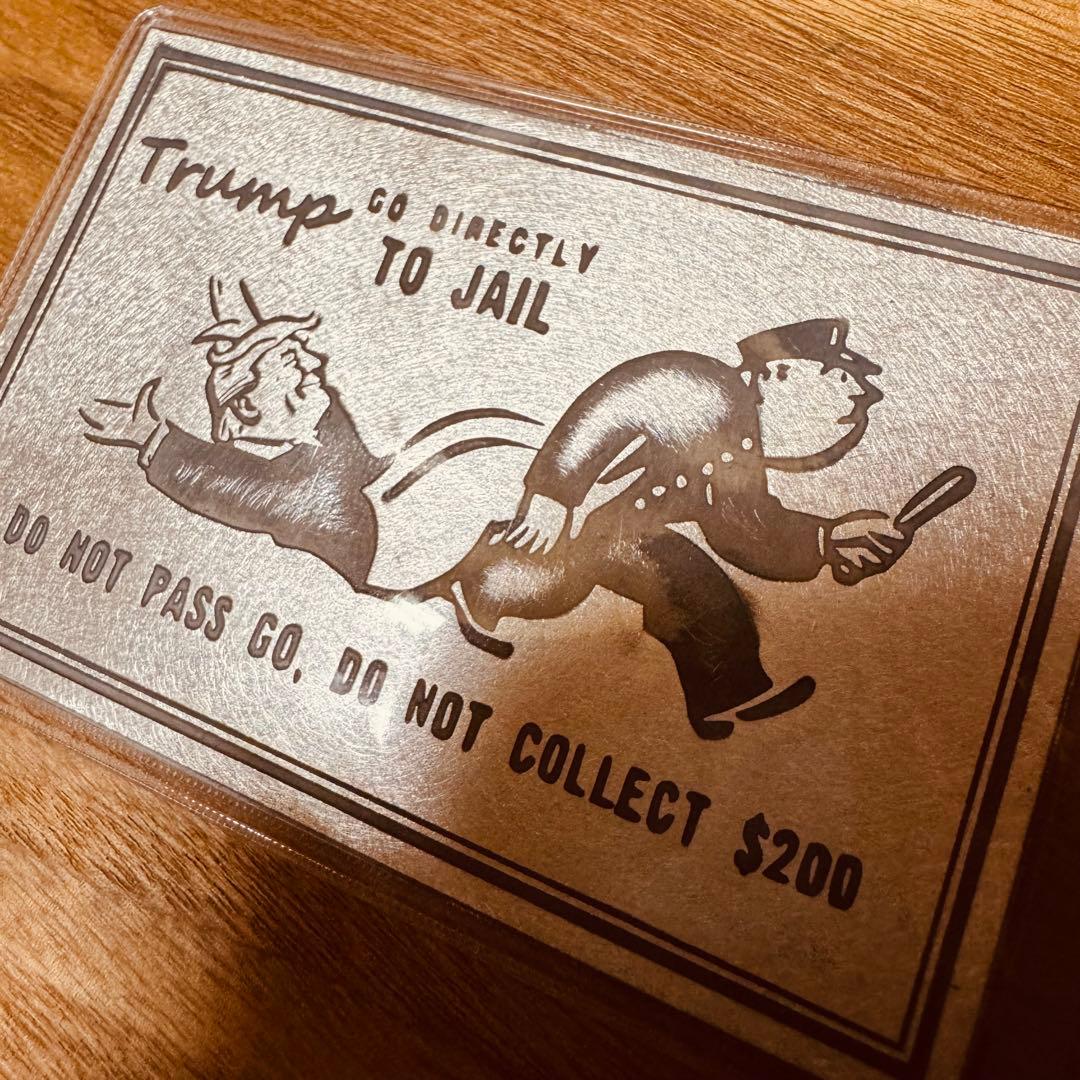 Trump GO DIRECTLY
TO JAIL
DO NOT PASS GO, DO NOT COLLECT $200